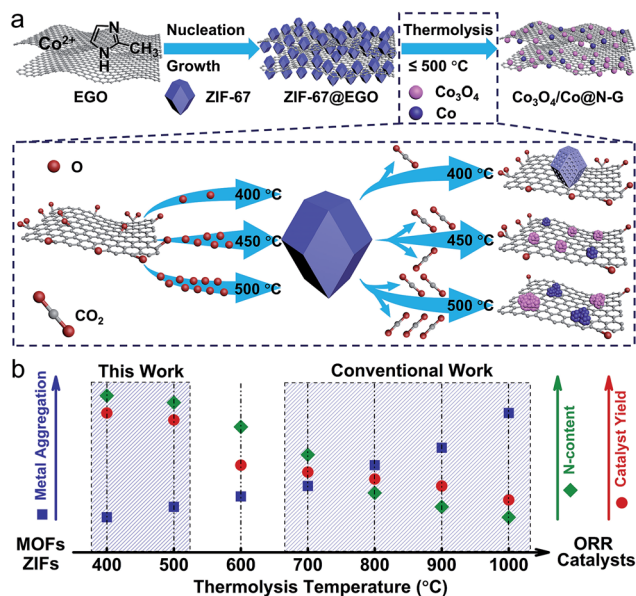 a
Co2+
N
N
H
CH3
EGO
Nucleation
Growth
ZIF-67
ZIF-67@EGO
Thermolysis
≤ 500 °C
Co3O4
Co
Co3O4/Co@N-G
O
CO2
400 °C
450 °C
500 °C
400 °C
450 °C
500 °C
b
This Work
Conventional Work
Metal Aggregation
N-content
Catalyst Yield
MOFs
ZIFs
400 500 600 700 800 900 1000
ORR
Catalysts
Thermolysis Temperature (°C)